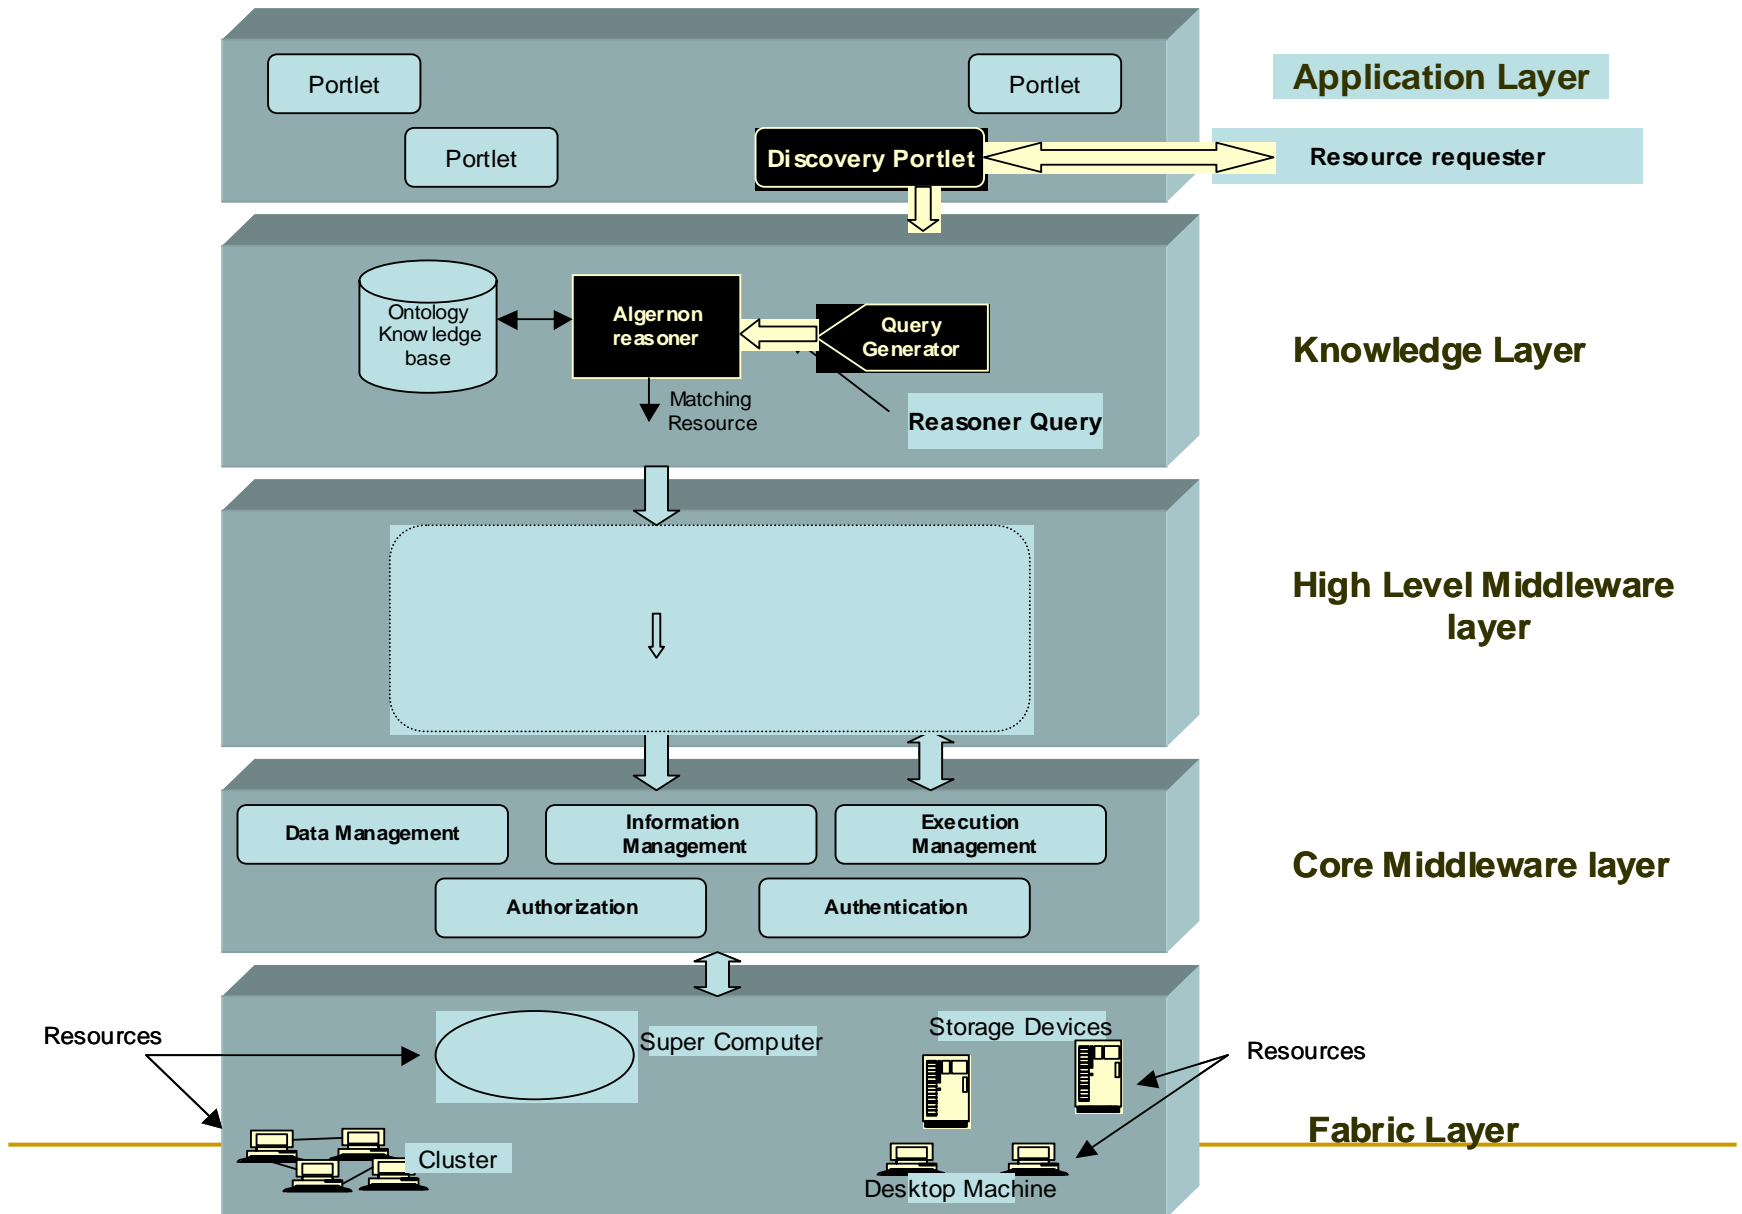 Portlet
Portlet
Application Layer
Portlet
Discovery Portlet
Resource requester
Ontology
Knowledge
base
Algernon
reasoner
Query
Generator
Knowledge Layer
Matching
Resource
Reasoner Query
High Level Middleware
layer
Data Management
Information
Management
Execution
Management
Core Middleware layer
Authorization
Authentication
Resources
Super Computer
Storage Devices
Resources
Fabric Layer
Cluster
Desktop Machine